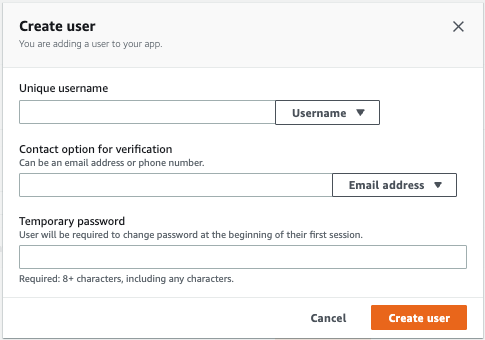 Create user
You are adding a user to your app.
Unique username
Username
Contact option for verification
Can be an email address or phone number.
Email address
Temporary password
User will be required to change password at the beginning of their first session.
Required: 8+ characters, including any characters.
Cancel Create user